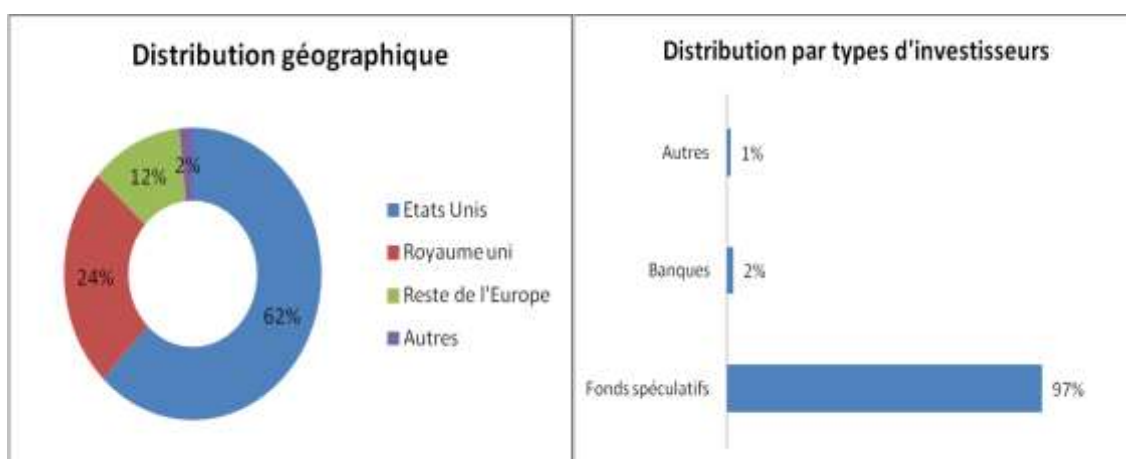 Distribution géographique
2%
12%
24%
62%
Etats Unis
Royaume uni
Reste de l'Europe
Autres
Distribution par types d'investisseurs
Autres
1%
Banques
2%
Fonds spéculatifs
97%